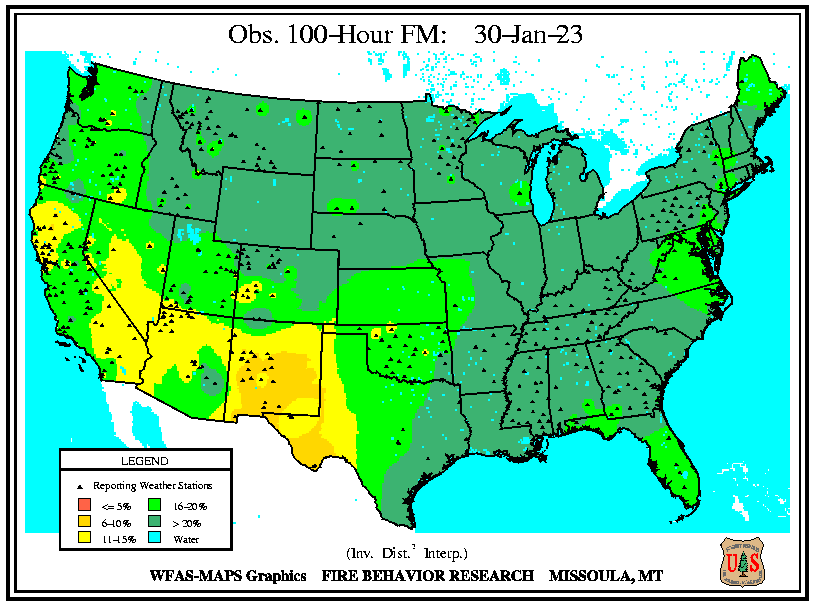 Obs. 100-Hour FM: 30-Jan-23
LEGEND
Reporting Weather Stations
<= 5%
16-20%
6-10%
> 20%
11-15%
Water
(Inv. Dist.² Interp.)
WFAS-MAPS Graphics FIRE BEHAVIOR RESEARCH MISSOULA, MT
U S